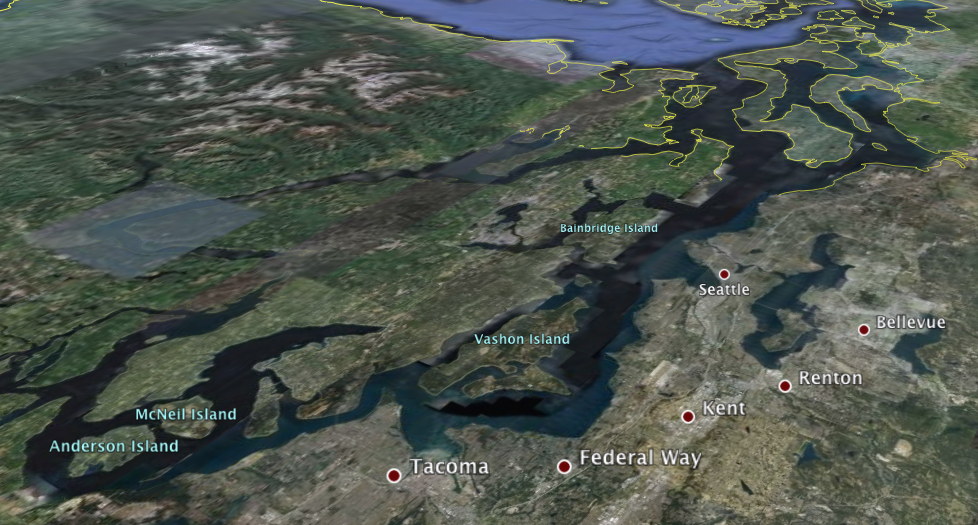 Bainbridge Island
Seattle
Bellevue
Vashon Island
Renton
Kent
McNeil Island
Anderson Island
Federal Way
Tacoma